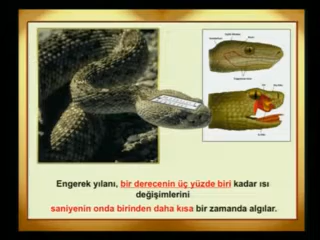 Engerek yılanı, bir derecenin üç yüzde biri kadar ısı
değişimlerini
saniyenin onda birinden daha kısa bir zamanda algılar.